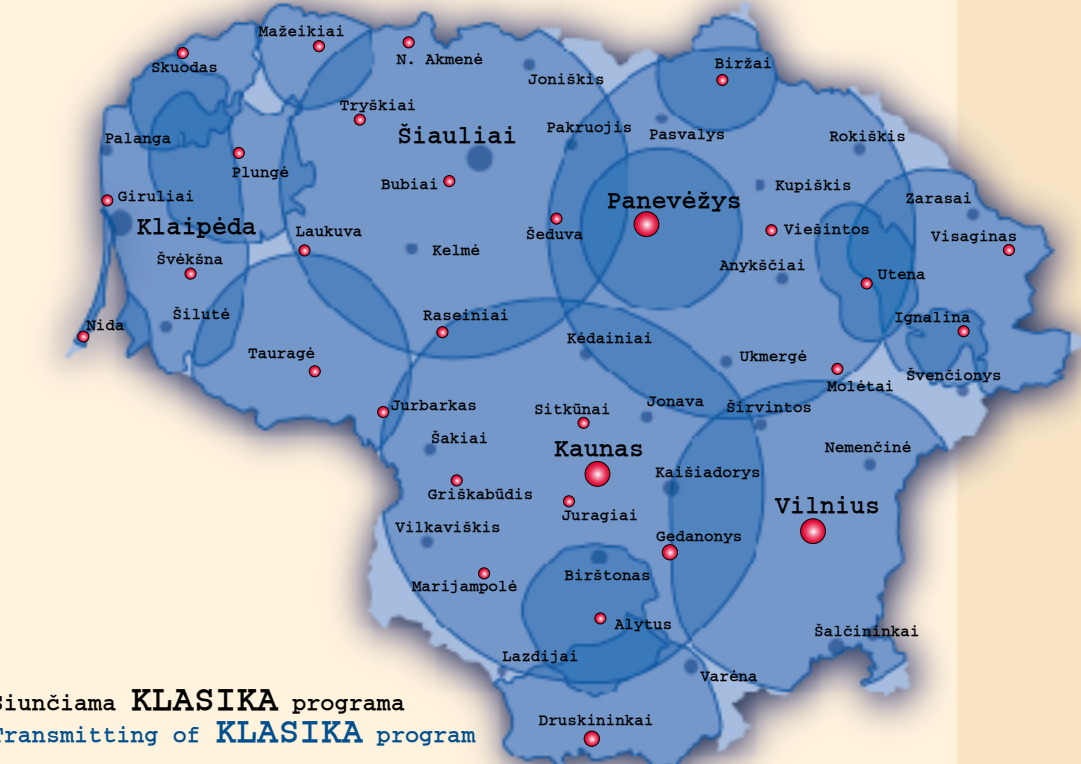 Mažeikiai
Skuodas
N. Akmenė
Biržai
Joniškis
Tryškiai
Palanga
Šiauliai
Pakruojis
Pasvalys
Rokiškis
Plungė
Bubiai
Kupiškis
Giruliai
Panevėžys
Zarasai
Klaipėda
Laukuva
Šeduva
Viešintos
Visaginas
Kelmė
Švėkšna
Anykščiai
Utena
Nida
Šilutė
Raseiniai
Ignalina
Kėdainiai
Tauragė
Ukmergė
Molėtai
Švenčionys
Jurbarkas
Sitkūnai
Jonava
Širvintos
Šakiai
Kaunas
Nemenčinė
Kaišiadorys
Griškabūdis
Vilnius
Juragiai
Vilkaviškis
Gedanonys
Birštonas
Marijampolė
Alytus
Šalčininkai
Lazdijai
Varėna
Siunčiama KLASIKA programa
Druskininkai
Transmitting of KLASIKA program